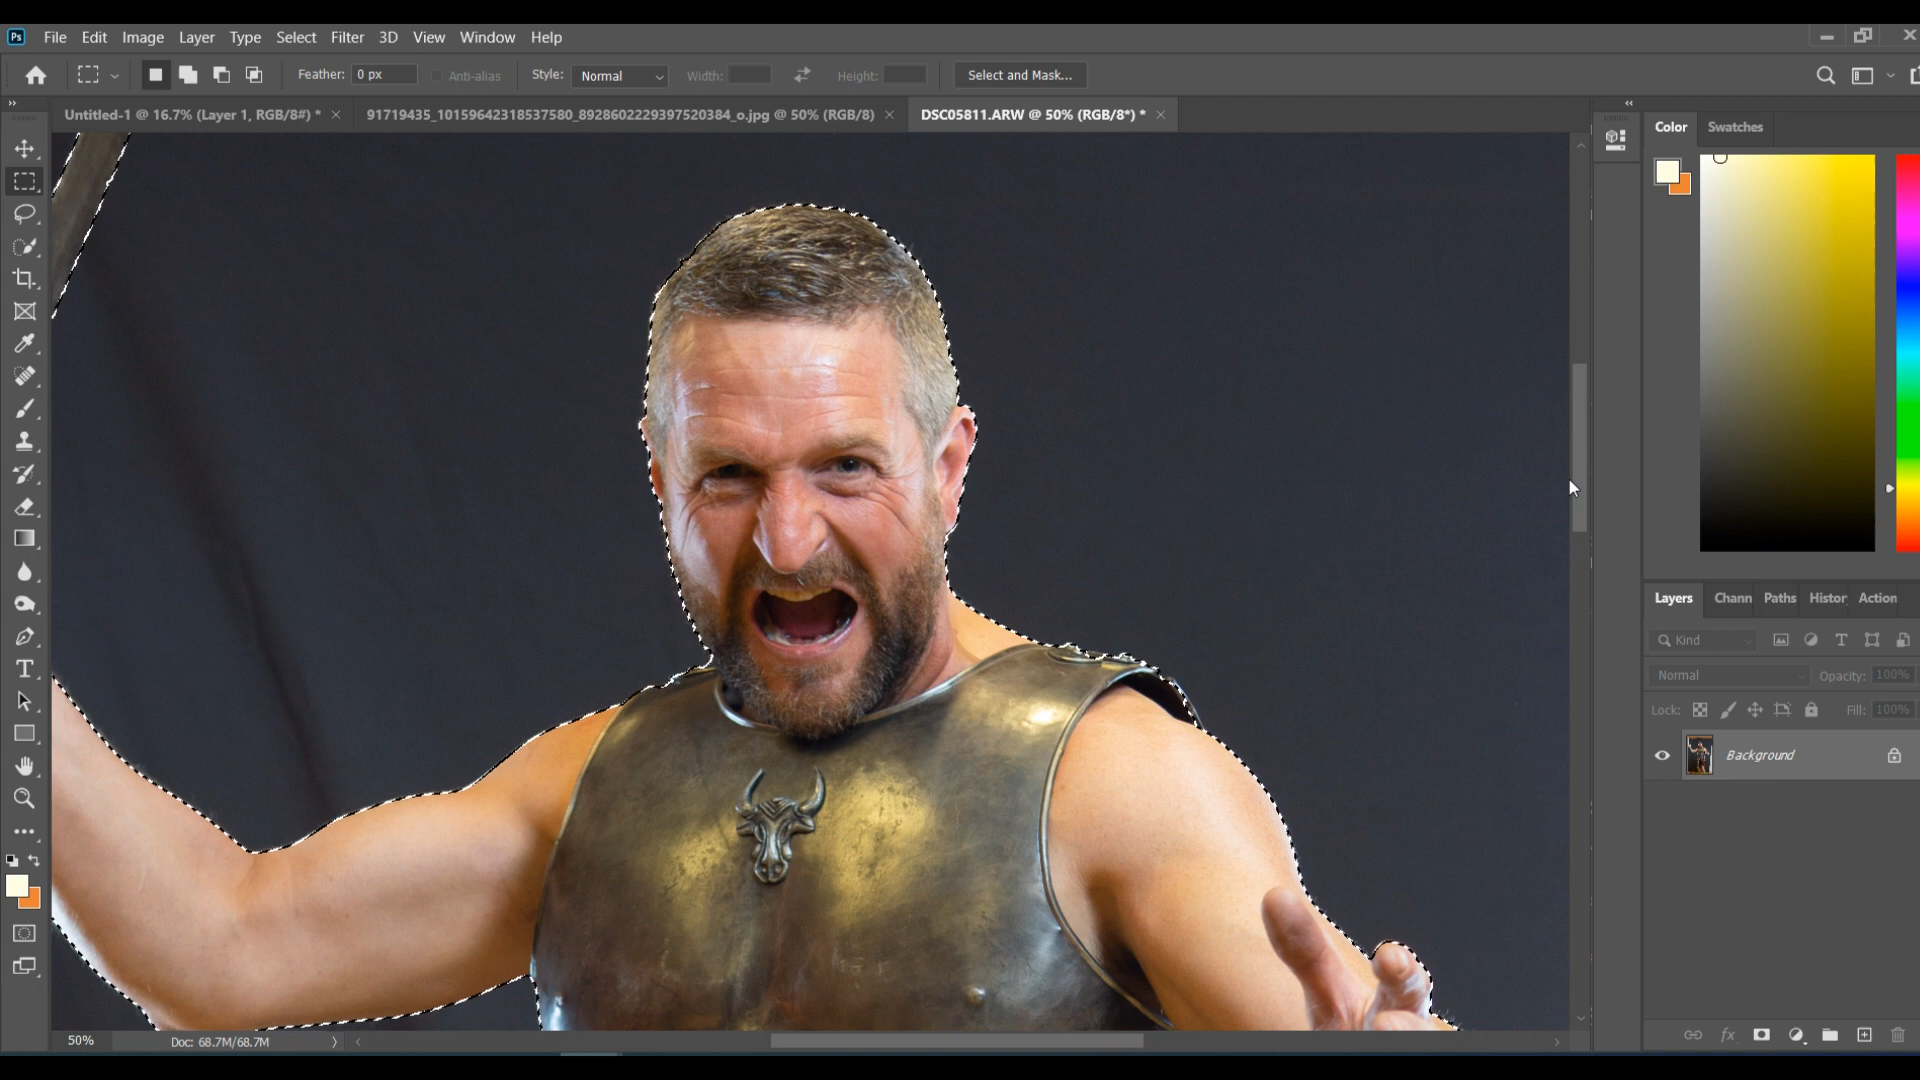 Ps File Edit Image Layer Type Select Filter 3D View Window Help
Feather: 0 px Anti-alias Style: Normal Width: Height: Select and Mask...
Untitled-1 @ 16.7% (Layer 1, RGB/8#) * 91719435_10159642318537580_8928602229397520384_o.jpg @ 50% (RGB/8) DSC05811.ARW @ 50% (RGB/8*) *
Color Swatches
Layers Chann Paths Histor Action
Kind
Normal Opacity: 100%
Lock: Fill: 100%
Background
fx
50% Doc: 68.7M/68.7M